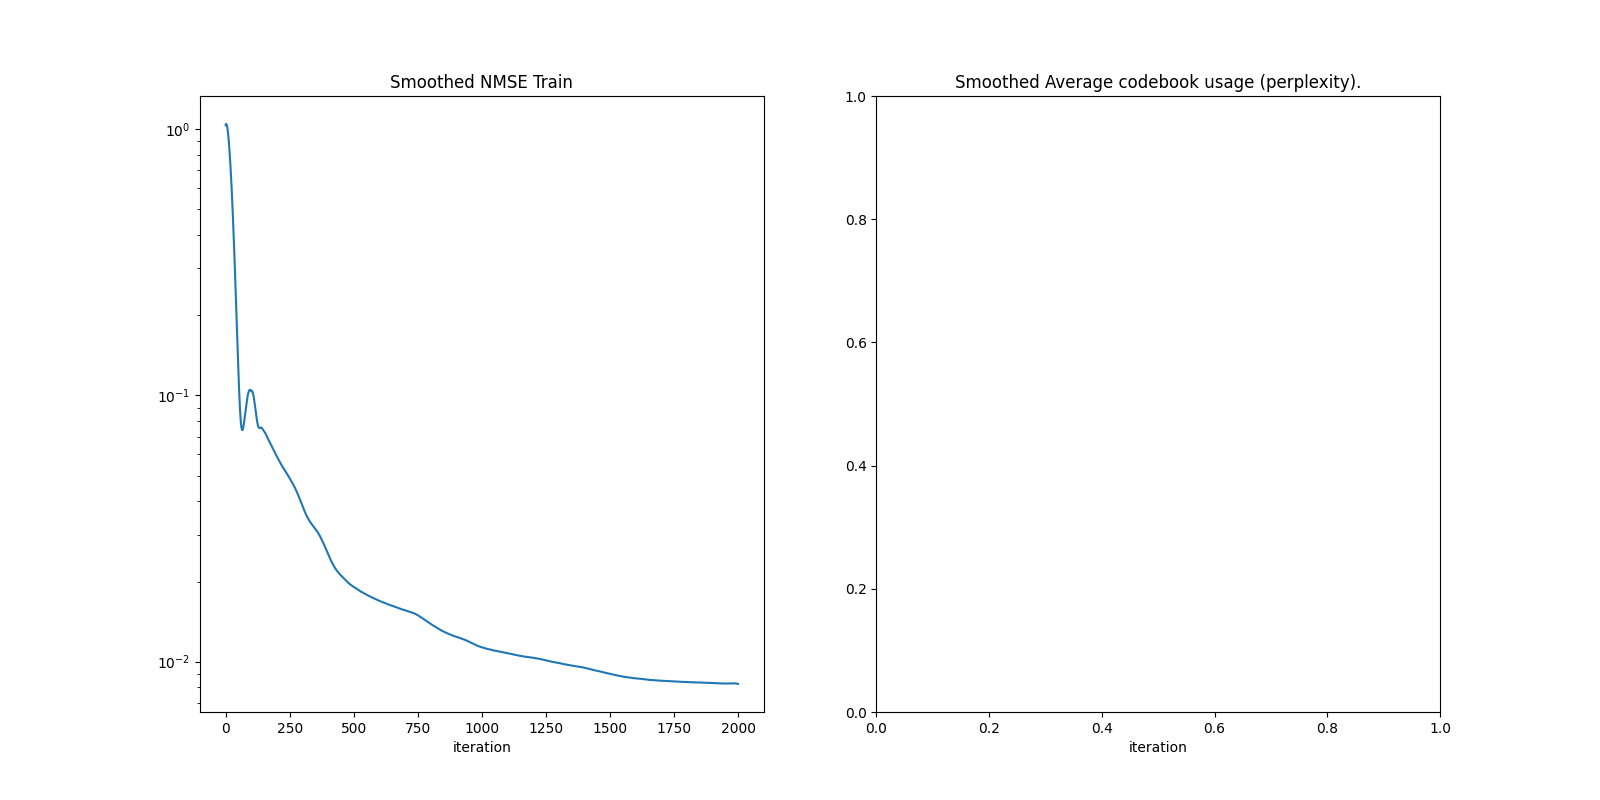 Smoothed NMSE Train
10⁰
10⁻¹
10⁻²
0 250 500 750 1000 1250 1500 1750 2000
iteration
Smoothed Average codebook usage (perplexity).
1.0
0.8
0.6
0.4
0.2
0.0
0.0 0.2 0.4 0.6 0.8 1.0
iteration